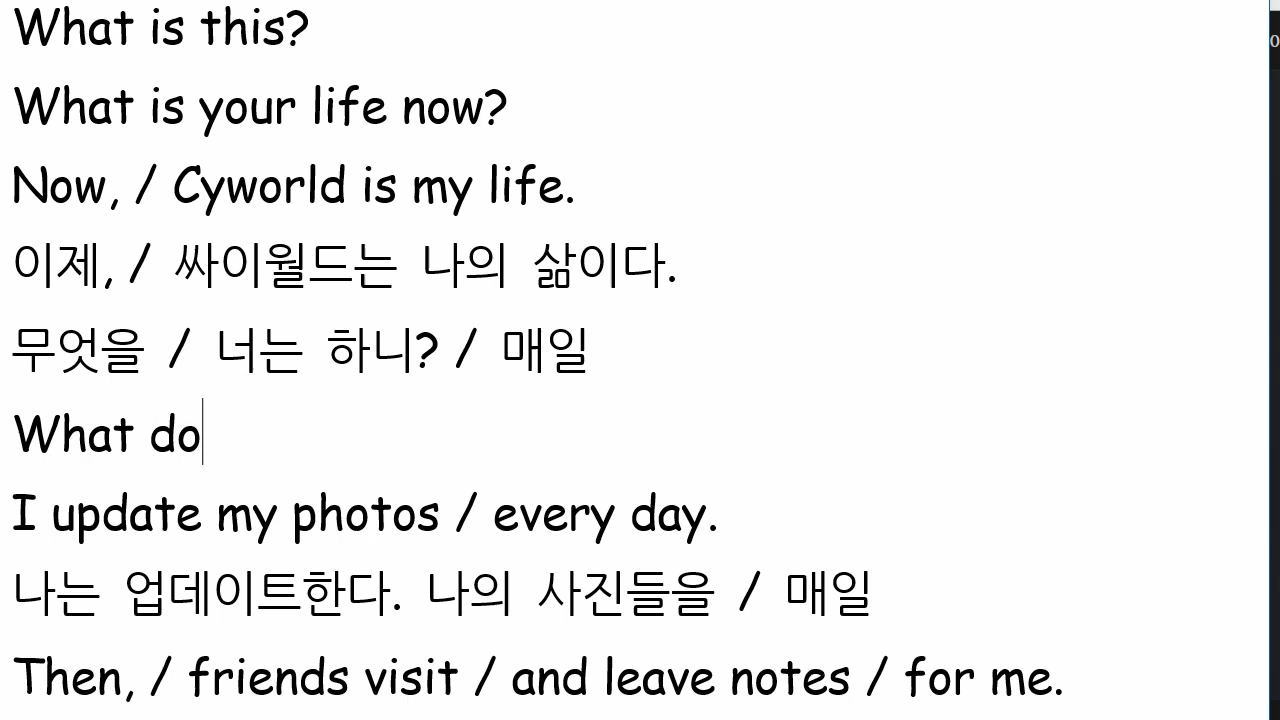 What is this?
What is your life now?
Now, / Cyworld is my life.
이제, / 싸이월드는 나의 삶이다.
무엇을 / 너는 하니? / 매일
What do
I update my photos / every day.
나는 업데이트한다. 나의 사진들을 / 매일
Then, / friends visit / and leave notes / for me.